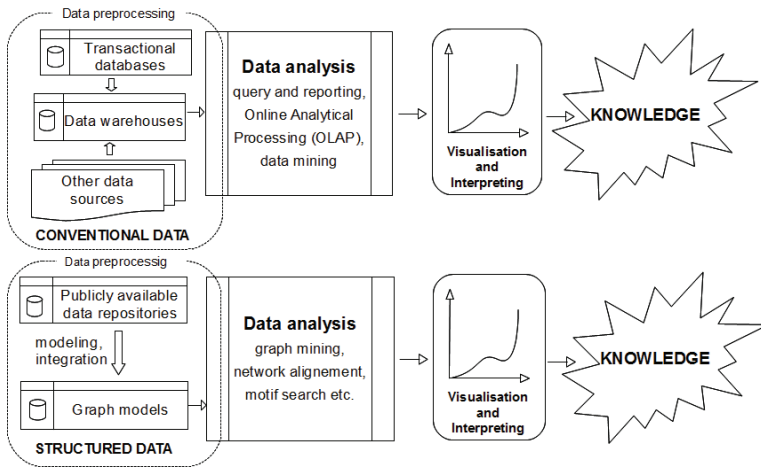 Data preprocessing
Transactional
databases
Data warehouses
Other data
sources
CONVENTIONAL DATA
Data analysis
query and reporting,
Online Analytical
Processing (OLAP),
data mining
Visualisation
and
Interpreting
KNOWLEDGE
Data preprocessig
Publicly available
data repositories
modeling,
integration
Graph models
STRUCTURED DATA
Data analysis
graph mining,
network alignement,
motif search etc.
Visualisation
and
Interpreting
KNOWLEDGE